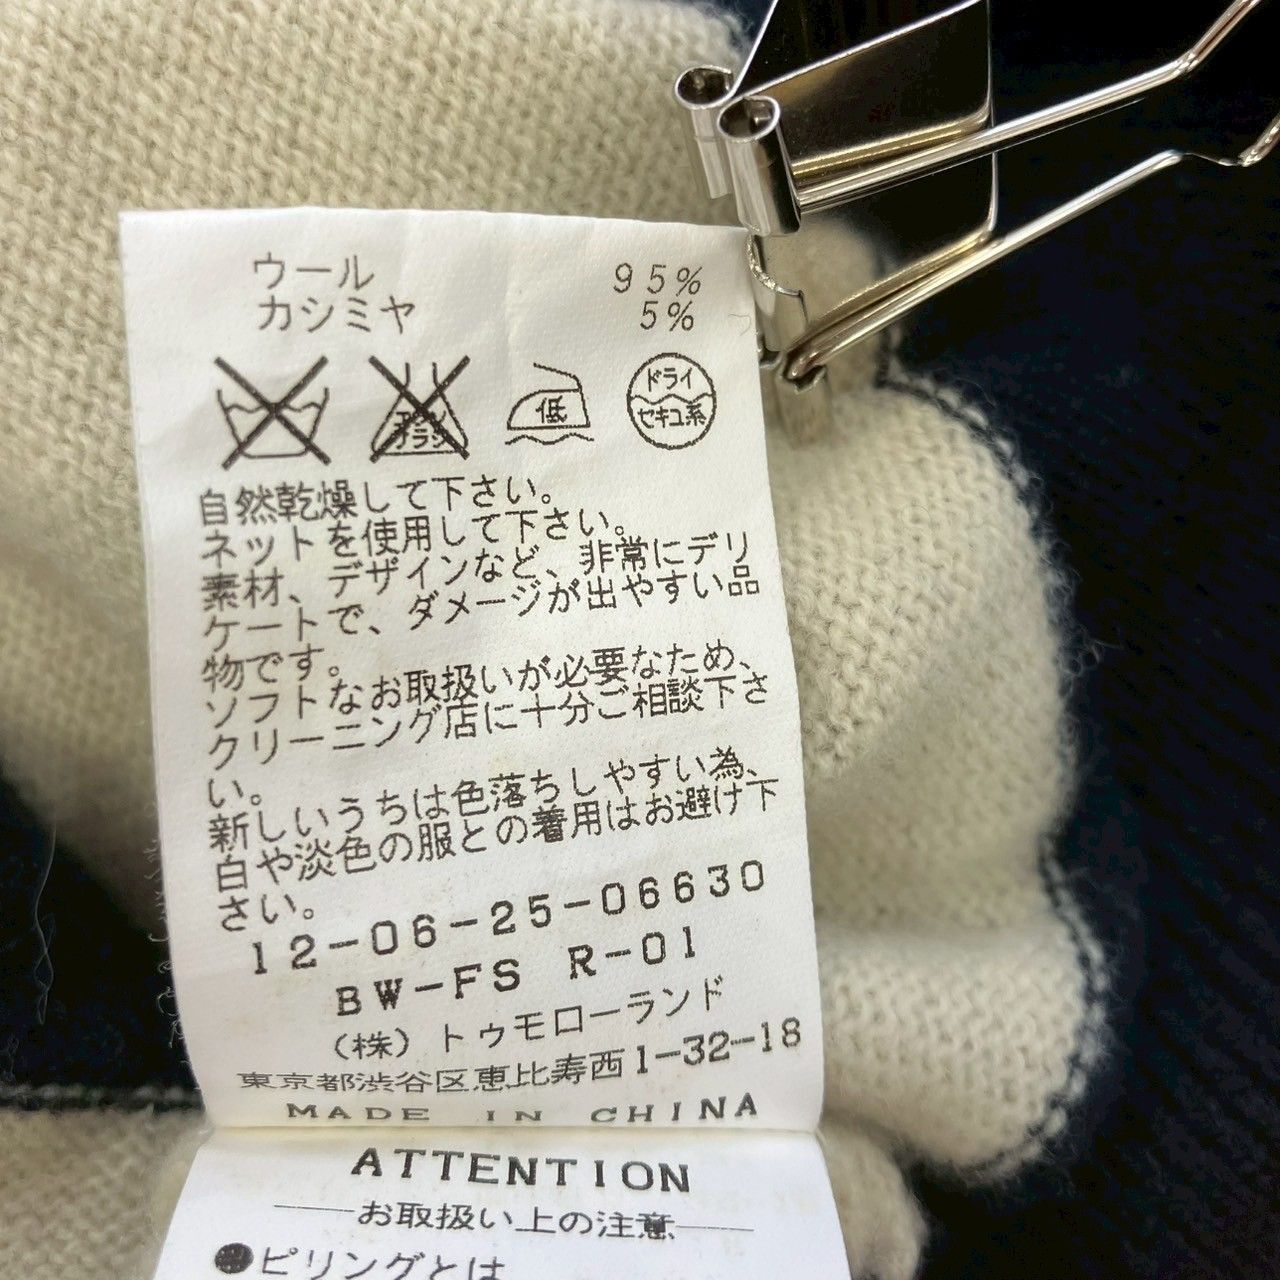 ウール 95%
カシミヤ 5%
エンソ サラシ 低 ドライ セキユ系
自然乾燥して下さい。
ネットを使用して下さい。
素材、デザインなど、非常にデリ
ケートで、ダメージが出やすい品
物です。
ソフトなお取扱いが必要なため、
クリーニング店に十分ご相談下さ
い。
新しいうちは色落ちしやすい為、
白や淡色の服との着用はお避け下
さい。
12-06-25-06630
BW-FS R-01
(株)トゥモローランド
東京都渋谷区恵比寿西1-32-18
MADE IN CHINA
ATTENTION
お取扱い上の注意
●ピリングとは